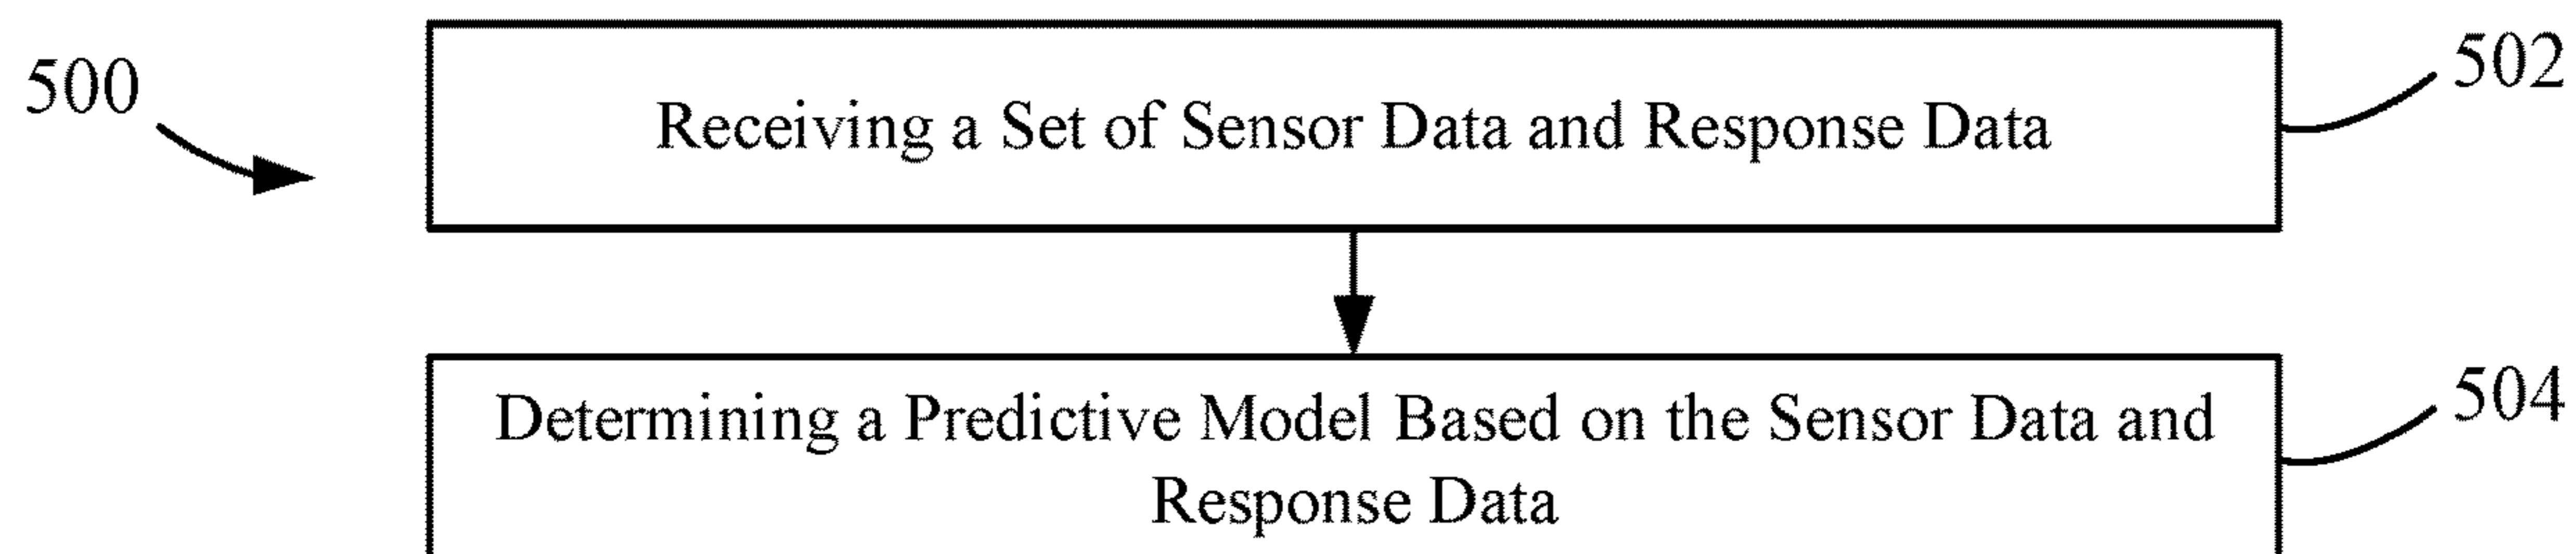 500
Receiving a Set of Sensor Data and Response Data
502
Determining a Predictive Model Based on the Sensor Data and
Response Data
504